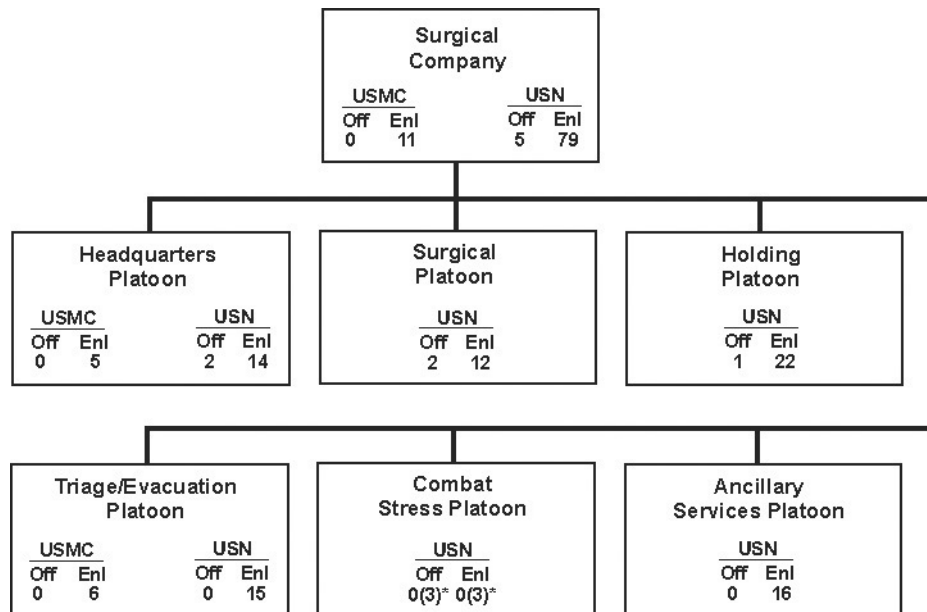 Surgical
Company
USMC USN
Off Enl Off Enl
0 11 5 79
Headquarters
Platoon
USMC USN
Off Enl Off Enl
0 5 2 14
Surgical
Platoon
USN
Off Enl
2 12
Holding
Platoon
USN
Off Enl
1 22
Triage/Evacuation
Platoon
USMC USN
Off Enl Off Enl
0 6 0 15
Combat
Stress Platoon
USN
Off Enl
0(3)* 0(3)*
Ancillary
Services Platoon
USN
Off Enl
0 16